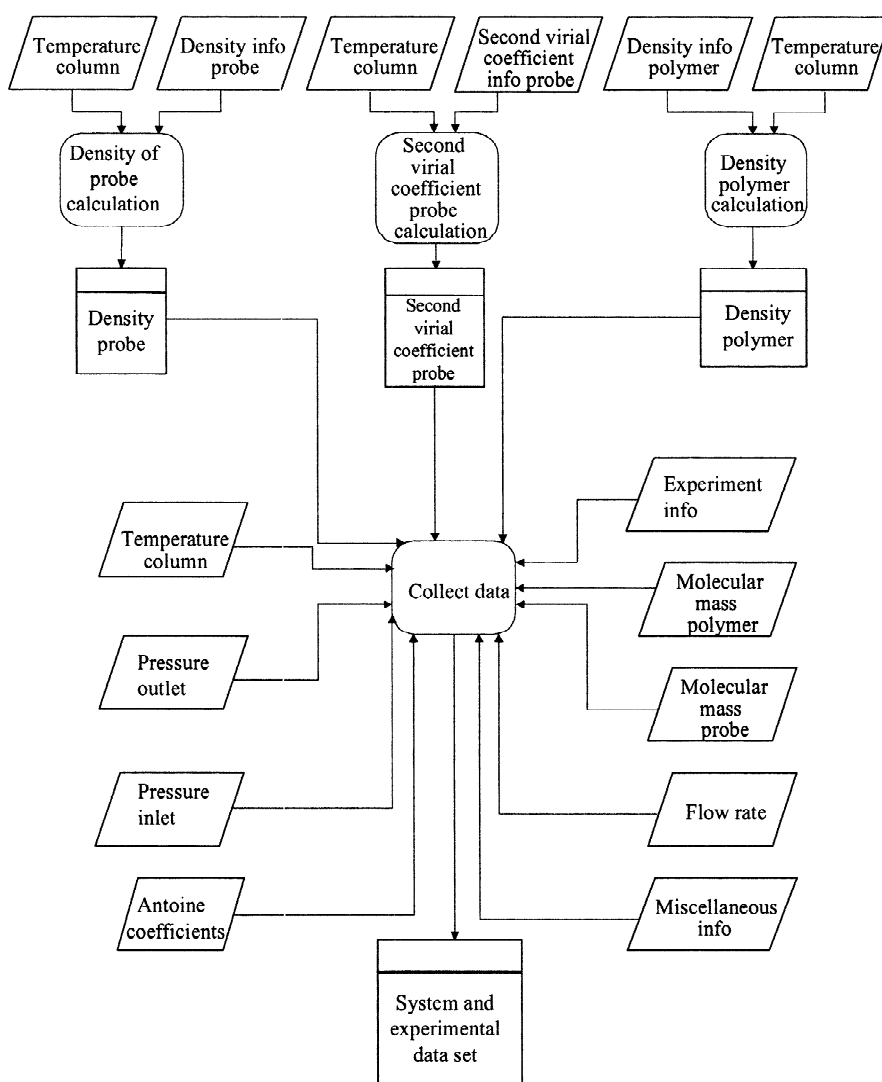 Temperature
column
Density info
probe
Temperature
column
Second virial
coefficient
info probe
Density info
polymer
Temperature
column
Density of
probe
calculation
Second
virial
coefficient
probe
calculation
Density
polymer
calculation
Density
probe
Second
virial
coefficient
probe
Density
polymer
Temperature
column
Experiment
info
Collect data
Molecular
mass
polymer
Pressure
outlet
Molecular
mass
probe
Pressure
inlet
Flow rate
Antoine
coefficients
Miscellaneous
info
System and
experimental
data set